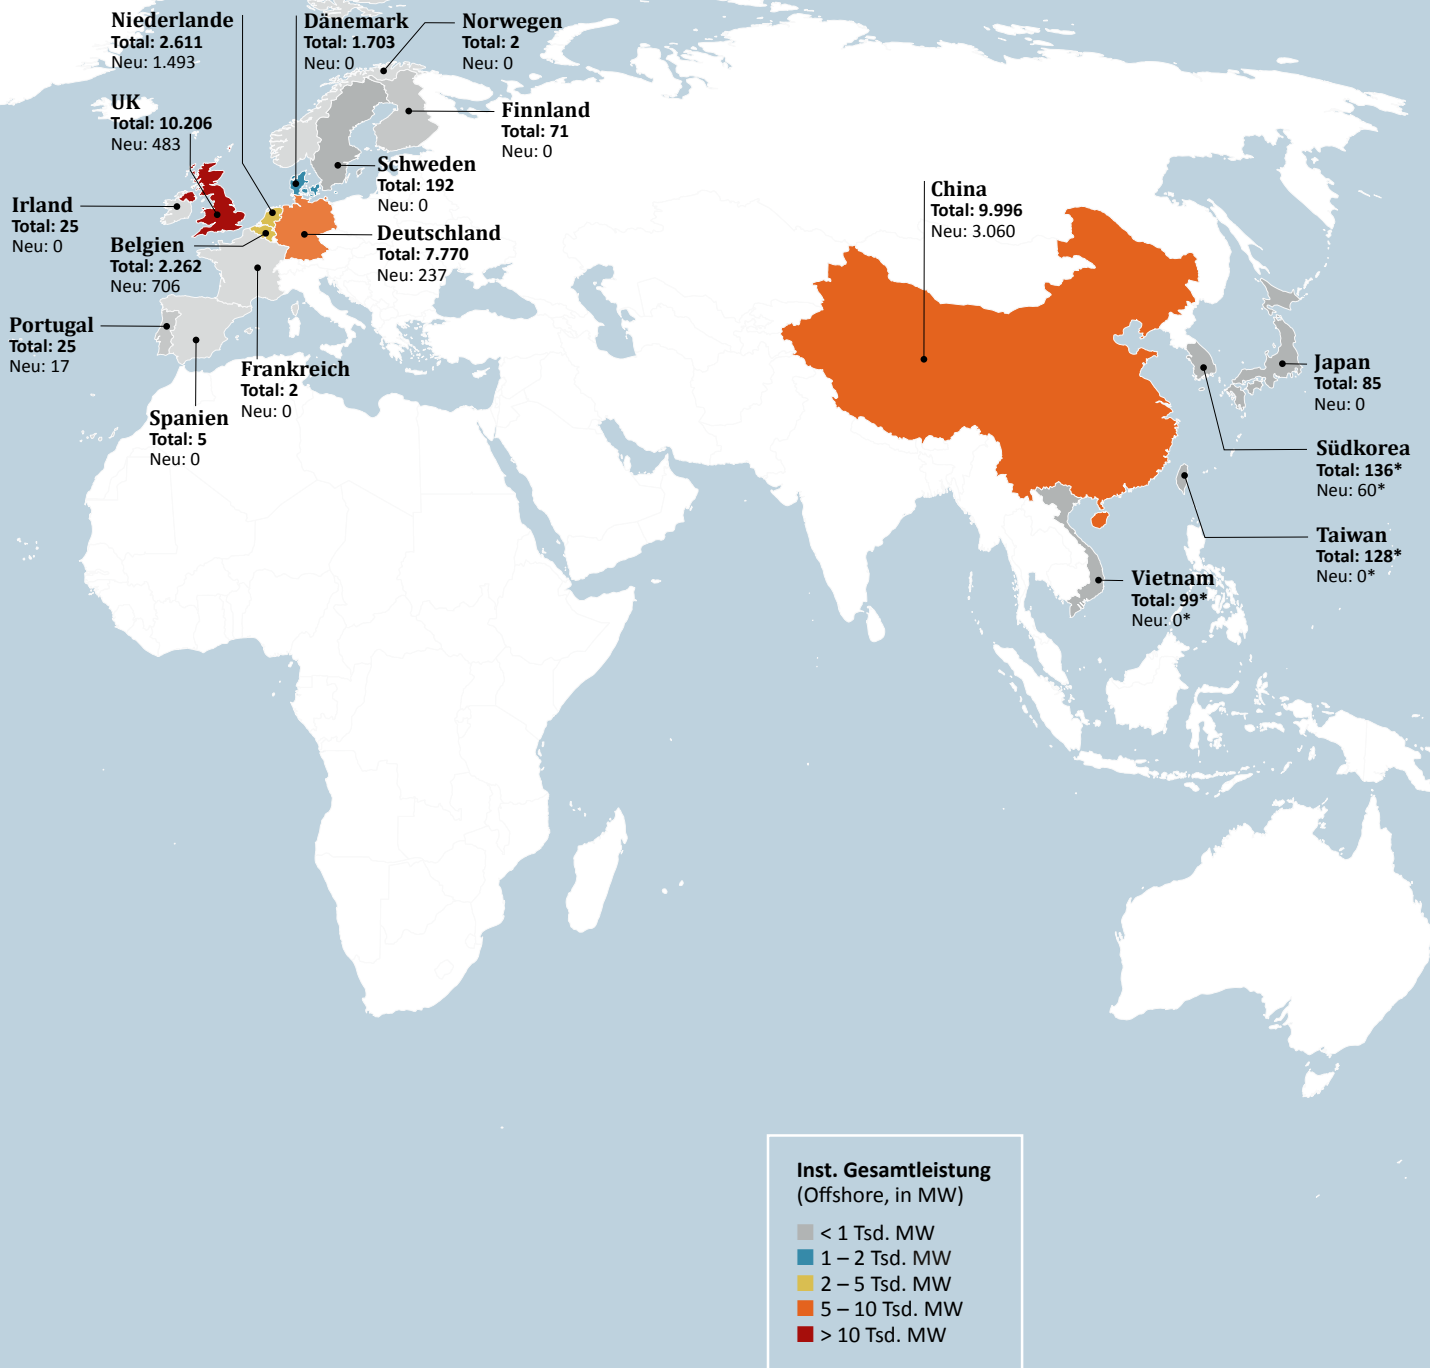 Niederlande
Total: 2.611
Neu: 1.493
Dänemark
Total: 1.703
Neu: 0
Norwegen
Total: 2
Neu: 0
UK
Total: 10.206
Neu: 483
Finnland
Total: 71
Neu: 0
Schweden
Total: 192
Neu: 0
Irland
Total: 25
Neu: 0
Belgien
Total: 2.262
Neu: 706
Deutschland
Total: 7.770
Neu: 237
China
Total: 9.996
Neu: 3.060
Portugal
Total: 25
Neu: 17
Frankreich
Total: 2
Neu: 0
Spanien
Total: 5
Neu: 0
Japan
Total: 85
Neu: 0
Südkorea
Total: 136*
Neu: 60*
Taiwan
Total: 128*
Neu: 0*
Vietnam
Total: 99*
Neu: 0*
Inst. Gesamtleistung
(Offshore, in MW)
< 1 Tsd. MW
1 – 2 Tsd. MW
2 – 5 Tsd. MW
5 – 10 Tsd. MW
> 10 Tsd. MW